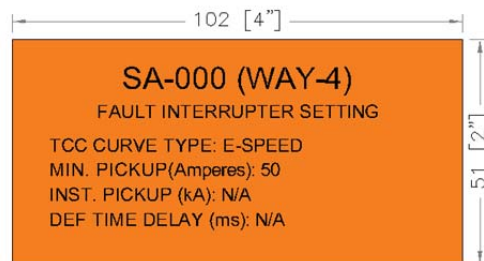 102 [4"]
SA-000 (WAY-4)
FAULT INTERRUPTER SETTING
TCC CURVE TYPE: E-SPEED
MIN. PICKUP(Amperes): 50
INST. PICKUP (kA): N/A
DEF TIME DELAY (ms): N/A
51 [2"]